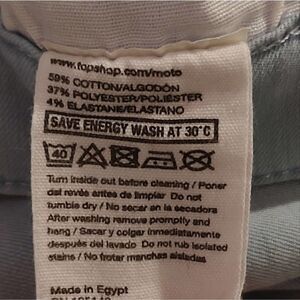 www.topshop.com/moto
59% COTTON/ALGODÓN
37% POLYESTER/POLIÉSTER
4% ELASTANE/ELASTANO
SAVE ENERGY WASH AT 30°C
40
Turn inside out before cleaning / Poner
del revés antes de limpiar Do not
tumble dry / No secar en la secadora
After washing remove promptly and
hang / Sacar y colgar inmediatamente
después del lavado Do not rub isolated
stains / No frotar manchas aisladas
Made in Egypt